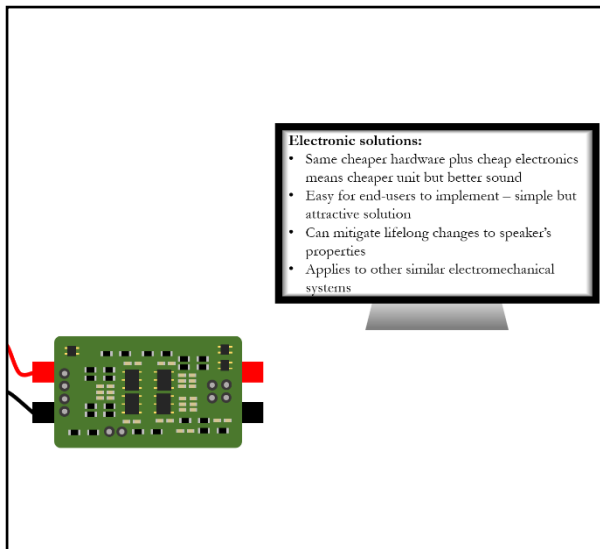 Electronic solutions:
• Same cheaper hardware plus cheap electronics
means cheaper unit but better sound
• Easy for end-users to implement – simple but
attractive solution
• Can mitigate lifelong changes to speaker's
properties
• Applies to other similar electromechanical
systems